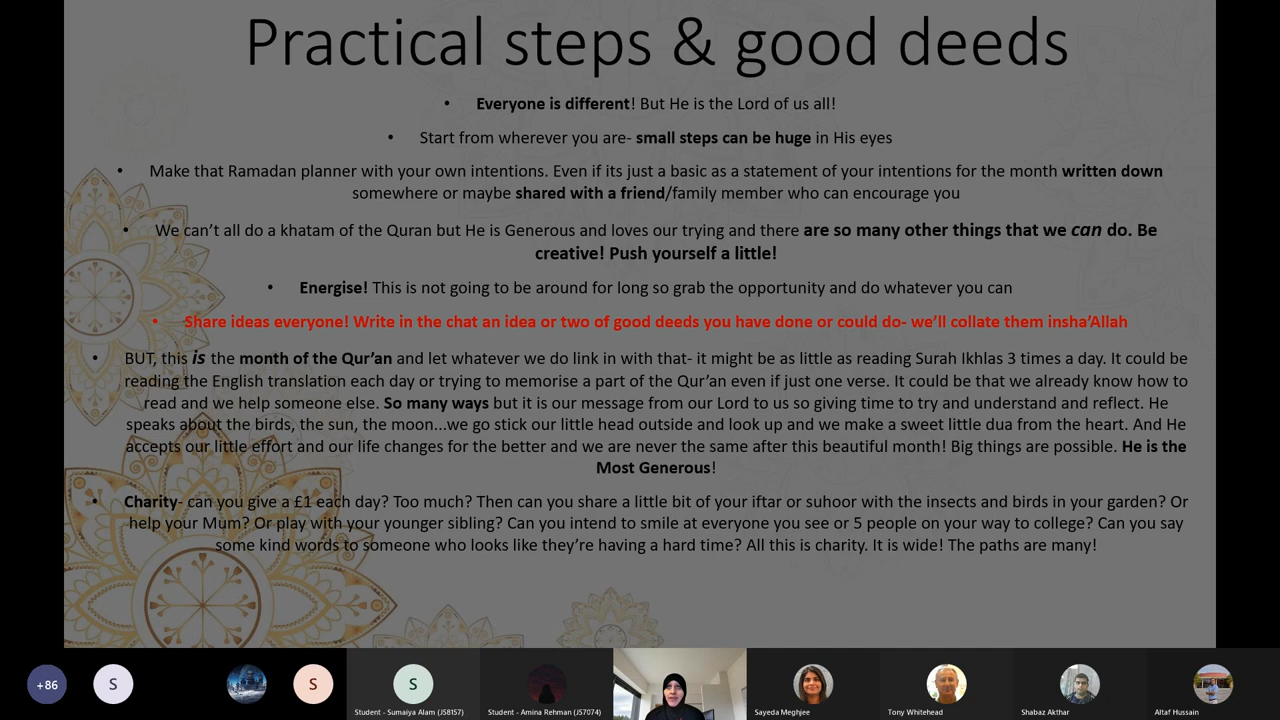 Practical steps & good deeds
• Everyone is different! But He is the Lord of us all!
• Start from wherever you are- small steps can be huge in His eyes
• Make that Ramadan planner with your own intentions. Even if its just a basic as a statement of your intentions for the month written down
somewhere or maybe shared with a friend/family member who can encourage you
• We can't all do a khatam of the Quran but He is Generous and loves our trying and there are so many other things that we can do. Be
creative! Push yourself a little!
• Energise! This is not going to be around for long so grab the opportunity and do whatever you can
• Share ideas everyone! Write in the chat an idea or two of good deeds you have done or could do- we'll collate them insha'Allah
• BUT, this is the month of the Qur'an and let whatever we do link in with that- it might be as little as reading Surah Ikhlas 3 times a day. It could be
reading the English translation each day or trying to memorise a part of the Qur'an even if just one verse. It could be that we already know how to
read and we help someone else. So many ways but it is our message from our Lord to us so giving time to try and understand and reflect. He
speaks about the birds, the sun, the moon...we go stick our little head outside and look up and we make a sweet little dua from the heart. And He
accepts our little effort and our life changes for the better and we are never the same after this beautiful month! Big things are possible. He is the
Most Generous!
• Charity- can you give a £1 each day? Too much? Then can you share a little bit of your iftar or suhoor with the insects and birds in your garden? Or
help your Mum? Or play with your younger sibling? Can you intend to smile at everyone you see or 5 people on your way to college? Can you say
some kind words to someone who looks like they're having a hard time? All this is charity. It is wide! The paths are many!
+86
S
S
S
Student - Sumaiya Alam (JS8157)
Student - Amina Rehman (JS7074)
Sayeda Meghjee
Tony Whitehead
Shabaz Akthar
Altaf Hussain